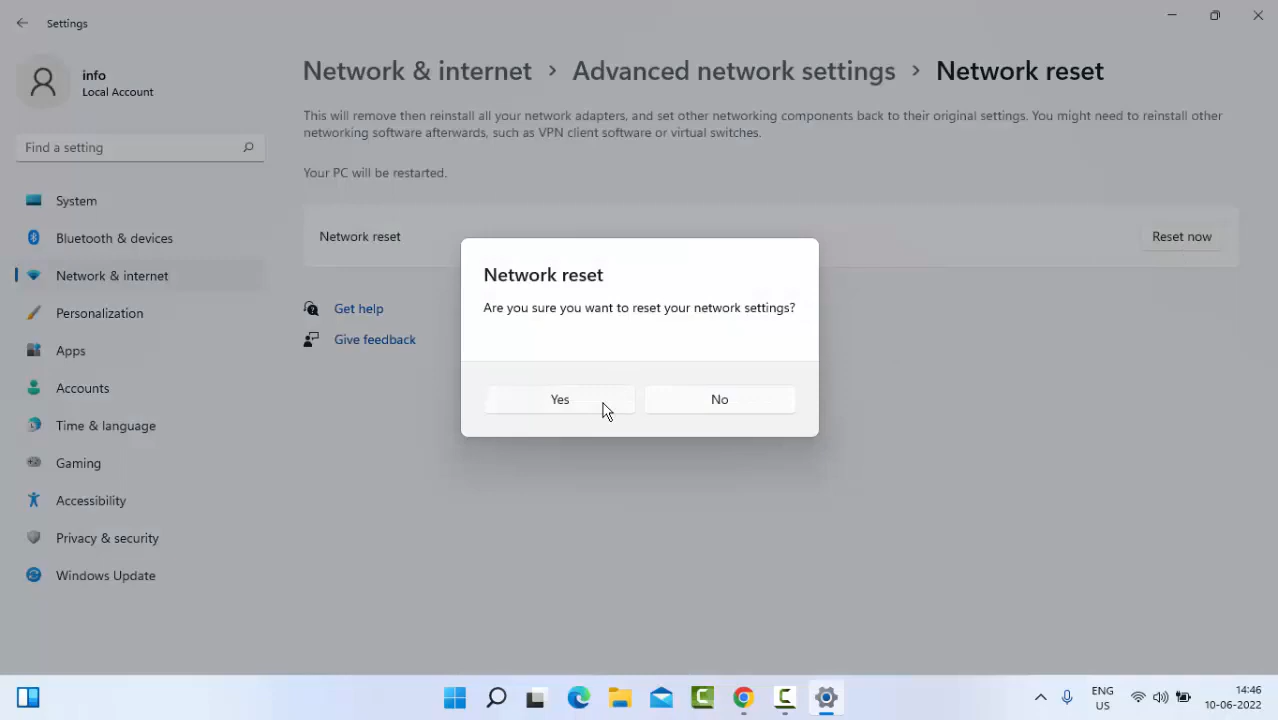 Settings
info
Local Account
Find a setting
System
Bluetooth & devices
Network & internet
Personalization
Apps
Accounts
Time & language
Gaming
Accessibility
Privacy & security
Windows Update
Network & internet › Advanced network settings › Network reset
This will remove then reinstall all your network adapters, and set other networking components back to their original settings. You might need to reinstall other
networking software afterwards, such as VPN client software or virtual switches.
Your PC will be restarted.
Network reset
Reset now
Get help
Give feedback
Network reset
Are you sure you want to reset your network settings?
Yes
No
ENG
US
14:46
10-06-2022